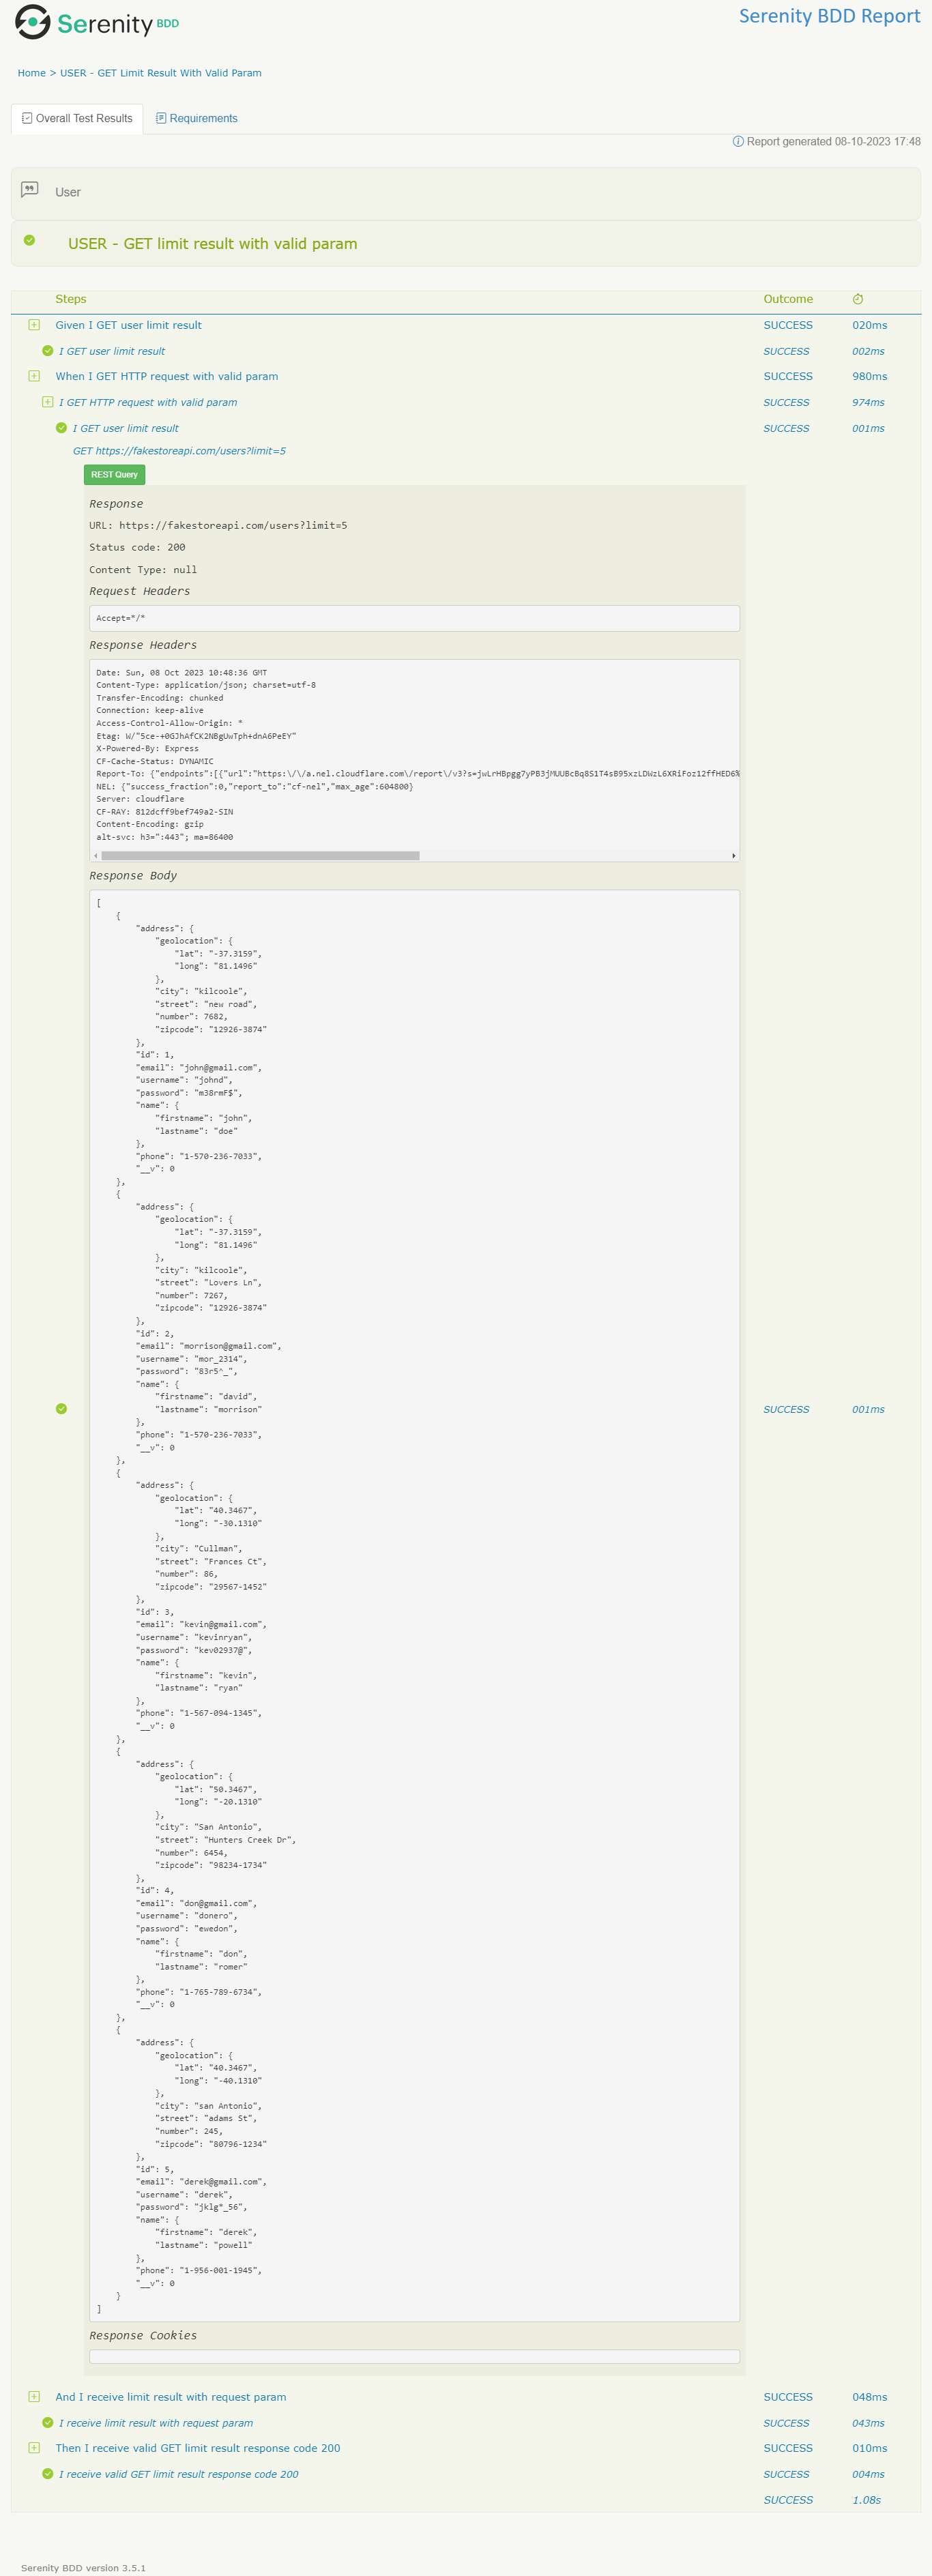 Serenity BDD
Serenity BDD Report
Home > USER - GET Limit Result With Valid Param
Overall Test Results Requirements
Report generated 08-10-2023 17:48
User
USER - GET limit result with valid param
Steps Outcome
Given I GET user limit result SUCCESS 020ms
I GET user limit result SUCCESS 002ms
When I GET HTTP request with valid param SUCCESS 980ms
I GET HTTP request with valid param SUCCESS 974ms
I GET user limit result SUCCESS 001ms
GET https://fakestoreapi.com/users?limit=5
REST Query
Response
URL: https://fakestoreapi.com/users?limit=5
Status code: 200
Content Type: null
Request Headers
Accept=*/*
Response Headers
Date: Sun, 08 Oct 2023 10:48:36 GMT
Content-Type: application/json; charset=utf-8
Transfer-Encoding: chunked
Connection: keep-alive
Access-Control-Allow-Origin: *
Etag: W/"5ce-+0GJhAfCK2NBgUwTph+dnA6PeEY"
X-Powered-By: Express
CF-Cache-Status: DYNAMIC
Report-To: {"endpoints":[{"url":"https:\/\/a.nel.cloudflare.com\/report\/v3?s=jwLrHBpgg7yPB3jMUUBcBq8S1T4sB95xzLDWzL6XRiFoz12ffHED6%
NEL: {"success_fraction":0,"report_to":"cf-nel","max_age":604800}
Server: cloudflare
CF-RAY: 812dcff9bef749a2-SIN
Content-Encoding: gzip
alt-svc: h3=":443"; ma=86400
Response Body
[
{
"address": {
"geolocation": {
"lat": "-37.3159",
"long": "81.1496"
},
"city": "kilcoole",
"street": "new road",
"number": 7682,
"zipcode": "12926-3874"
},
"id": 1,
"email": "john@gmail.com",
"username": "johnd",
"password": "m38rmF$",
"name": {
"firstname": "john",
"lastname": "doe"
},
"phone": "1-570-236-7033",
"__v": 0
},
{
"address": {
"geolocation": {
"lat": "-37.3159",
"long": "81.1496"
},
"city": "kilcoole",
"street": "Lovers Ln",
"number": 7267,
"zipcode": "12926-3874"
},
"id": 2,
"email": "morrison@gmail.com",
"username": "mor_2314",
"password": "83r5^_",
"name": {
"firstname": "david",
"lastname": "morrison"
SUCCESS 001ms
},
"phone": "1-570-236-7033",
"__v": 0
},
{
"address": {
"geolocation": {
"lat": "40.3467",
"long": "-30.1310"
},
"city": "Cullman",
"street": "Frances Ct",
"number": 86,
"zipcode": "29567-1452"
},
"id": 3,
"email": "kevin@gmail.com",
"username": "kevinryan",
"password": "kev02937@",
"name": {
"firstname": "kevin",
"lastname": "ryan"
},
"phone": "1-567-094-1345",
"__v": 0
},
{
"address": {
"geolocation": {
"lat": "50.3467",
"long": "-20.1310"
},
"city": "San Antonio",
"street": "Hunters Creek Dr",
"number": 6454,
"zipcode": "98234-1734"
},
"id": 4,
"email": "don@gmail.com",
"username": "donero",
"password": "ewedon",
"name": {
"firstname": "don",
"lastname": "romer"
},
"phone": "1-765-789-6734",
"__v": 0
},
{
"address": {
"geolocation": {
"lat": "40.3467",
"long": "-40.1310"
},
"city": "san Antonio",
"street": "adams St",
"number": 245,
"zipcode": "80796-1234"
},
"id": 5,
"email": "derek@gmail.com",
"username": "derek",
"password": "jklg*_56",
"name": {
"firstname": "derek",
"lastname": "powell"
},
"phone": "1-956-001-1945",
"__v": 0
}
]
Response Cookies
And I receive limit result with request param SUCCESS 048ms
I receive limit result with request param SUCCESS 043ms
Then I receive valid GET limit result response code 200 SUCCESS 010ms
I receive valid GET limit result response code 200 SUCCESS 004ms
SUCCESS 1.08s
Serenity BDD version 3.5.1